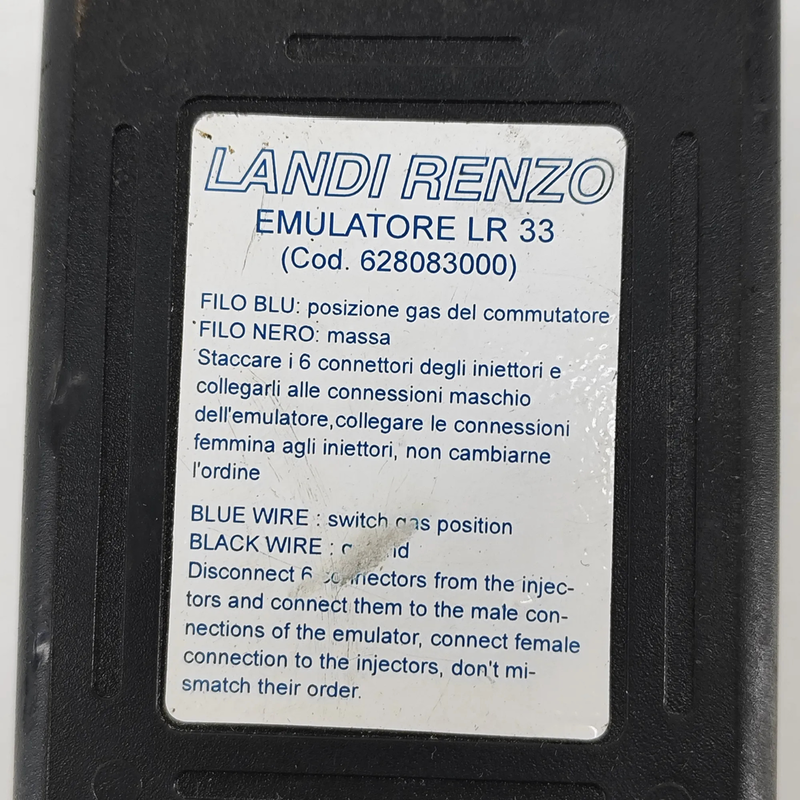 LANDI RENZO
EMULATORE LR 33
(Cod. 628083000)
FILO BLU: posizione gas del commutatore
FILO NERO: massa
Staccare i 6 connettori degli iniettori e
collegarli alle connessioni maschio
dell'emulatore,collegare le connessioni
femmina agli iniettori, non cambiarne
l'ordine
BLUE WIRE : switch gas position
BLACK WIRE :
Disconnect 6 connectors from the injec-
tors and connect them to the male con-
nections of the emulator, connect female
connection to the injectors, don't mi-
smatch their order.